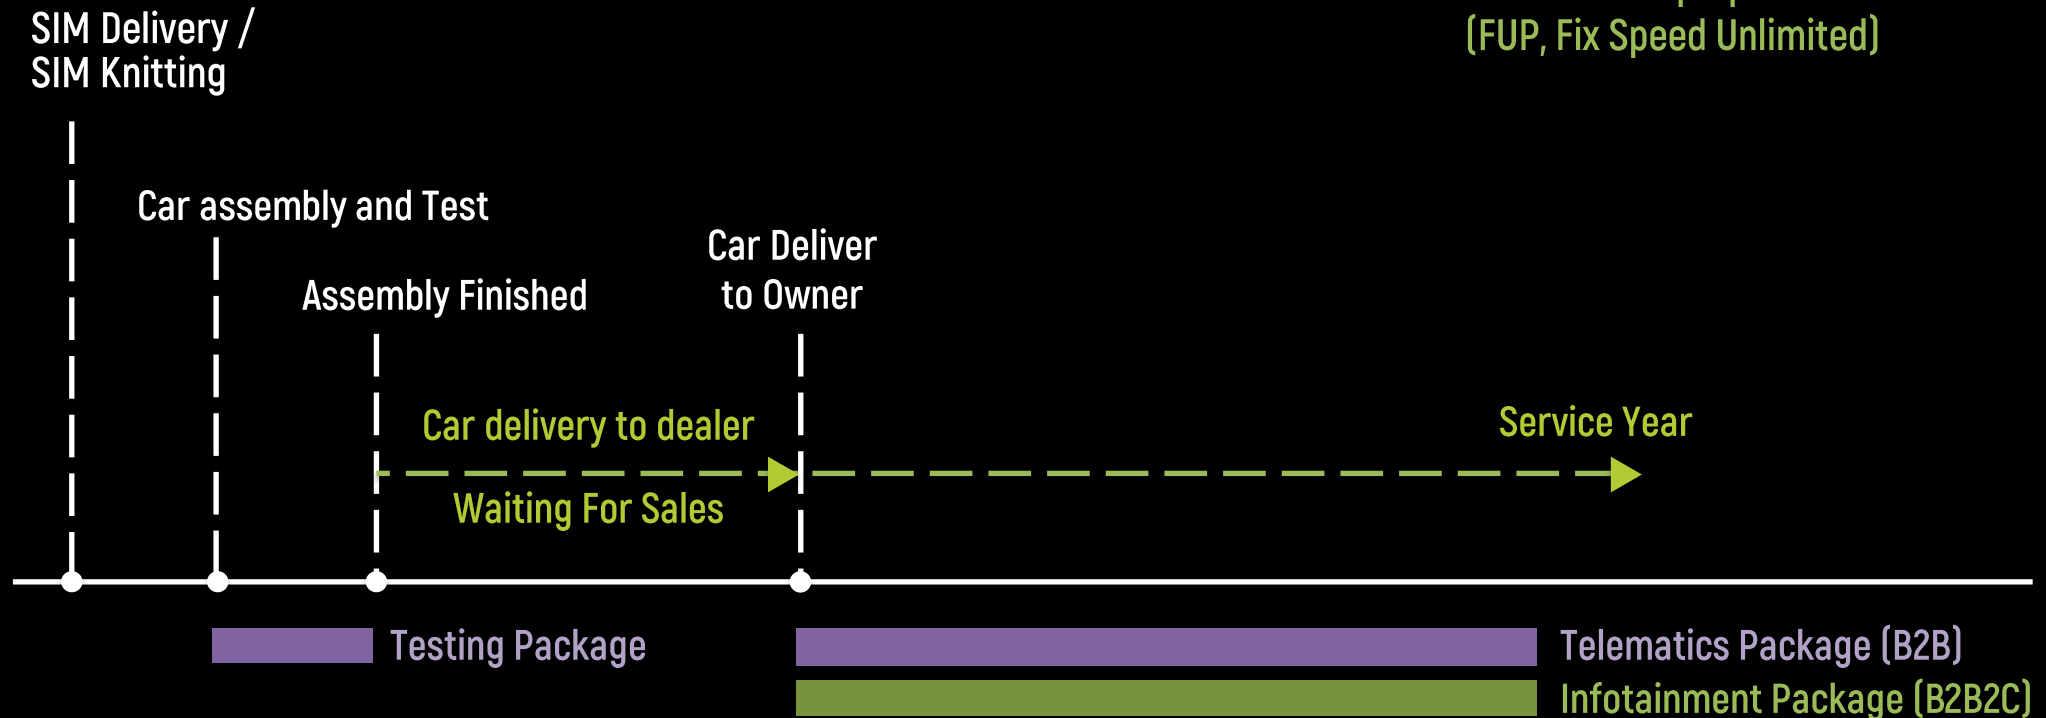 SIM Delivery /
SIM Knitting
(FUP, Fix Speed Unlimited)
Car assembly and Test
Car Deliver
to Owner
Assembly Finished
Car delivery to dealer
Service Year
Waiting For Sales
Testing Package
Telematics Package (B2B)
Infotainment Package (B2B2C)